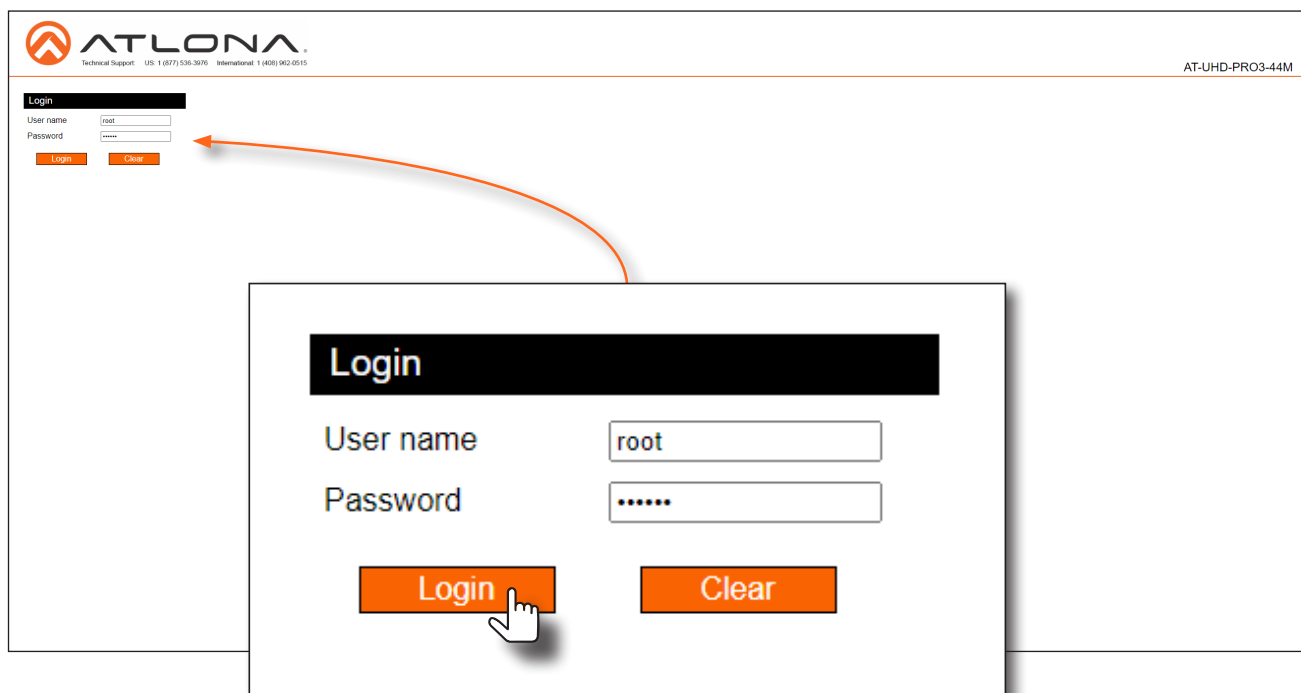 ATLONA.
Technical Support: US: 1 (877) 536-3976 International: 1 (408) 962-0515
AT-UHD-PRO3-44M
Login
User name root
Password ••••••
Login Clear
Login
User name root
Password ••••••
Login Clear